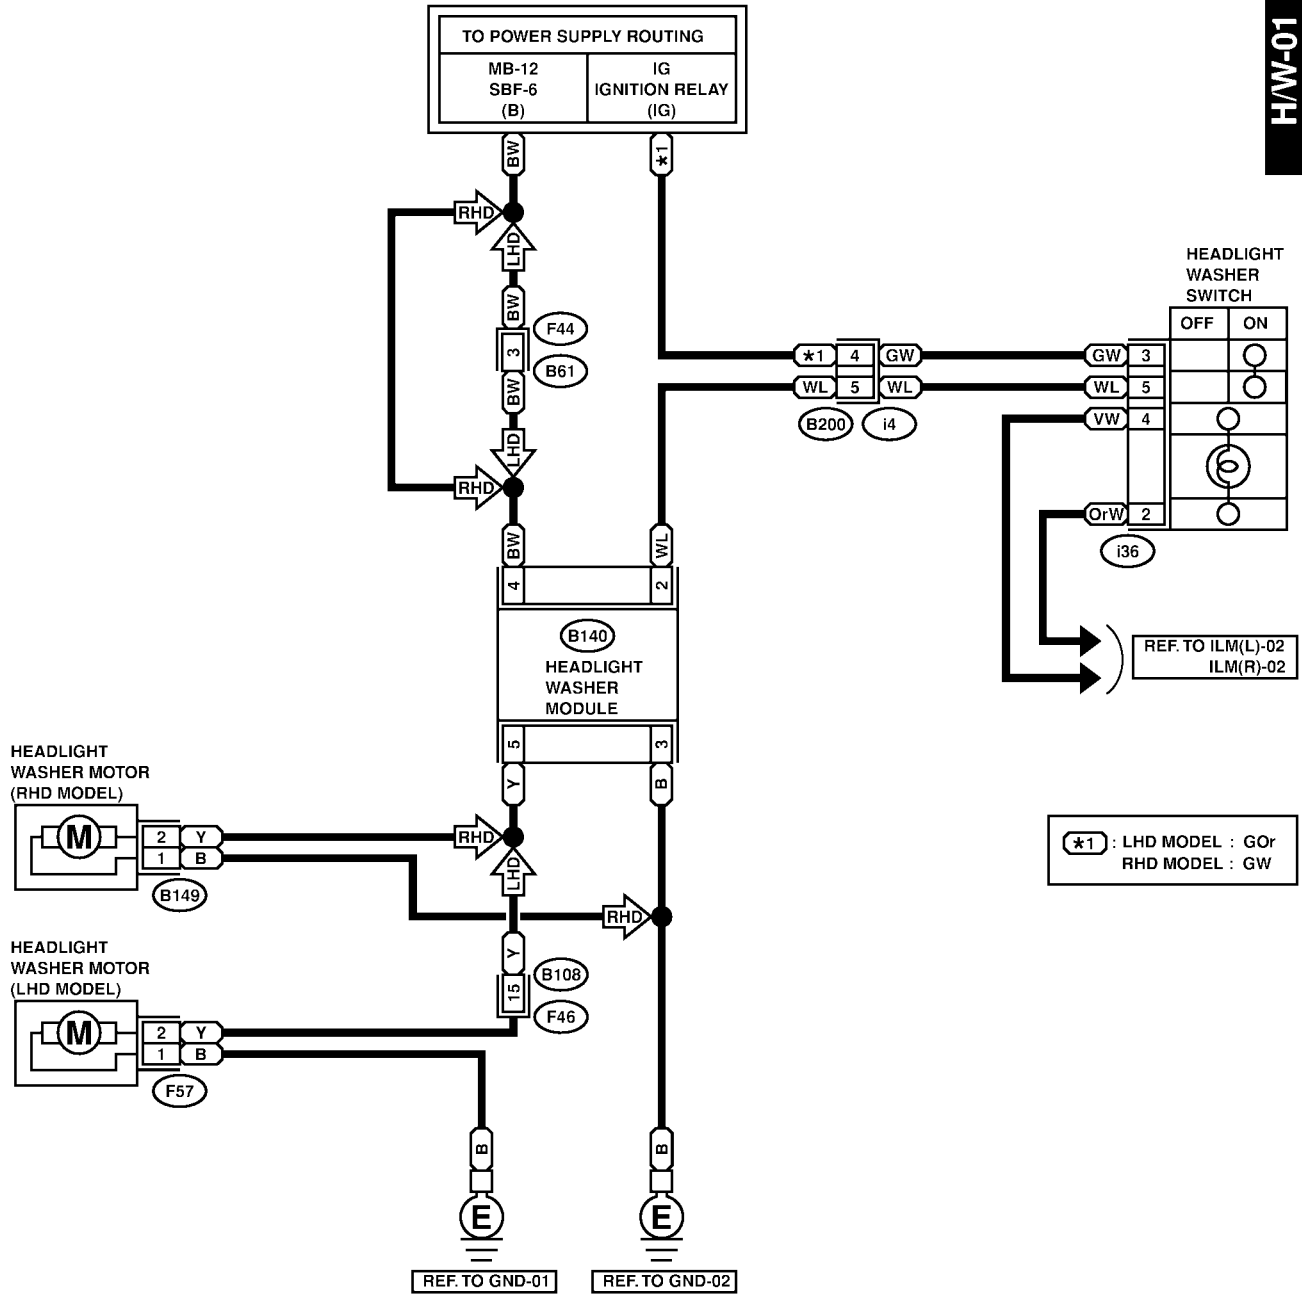 H/W-01
TO POWER SUPPLY ROUTING
MB-12
SBF-6
(B)
IG
IGNITION RELAY
(IG)
BW
*1
RHD
LHD
BW
3
F44
B61
BW
LHD
RHD
BW
WL
HEADLIGHT
WASHER
SWITCH
OFF ON
*1 4 GW
GW 3
WL 5 WL
WL 5
B200 i4
VW 4
OrW 2
i36
4 2
B140
HEADLIGHT
WASHER
MODULE
5 3
Y B
REF. TO ILM(L)-02
ILM(R)-02
HEADLIGHT
WASHER MOTOR
(RHD MODEL)
M
2 Y
1 B
B149
RHD
LHD
RHD
*1 : LHD MODEL : GOr
RHD MODEL : GW
HEADLIGHT
WASHER MOTOR
(LHD MODEL)
M
2 Y
1 B
F57
Y
15
B108
F46
B B
E E
REF. TO GND-01 REF. TO GND-02